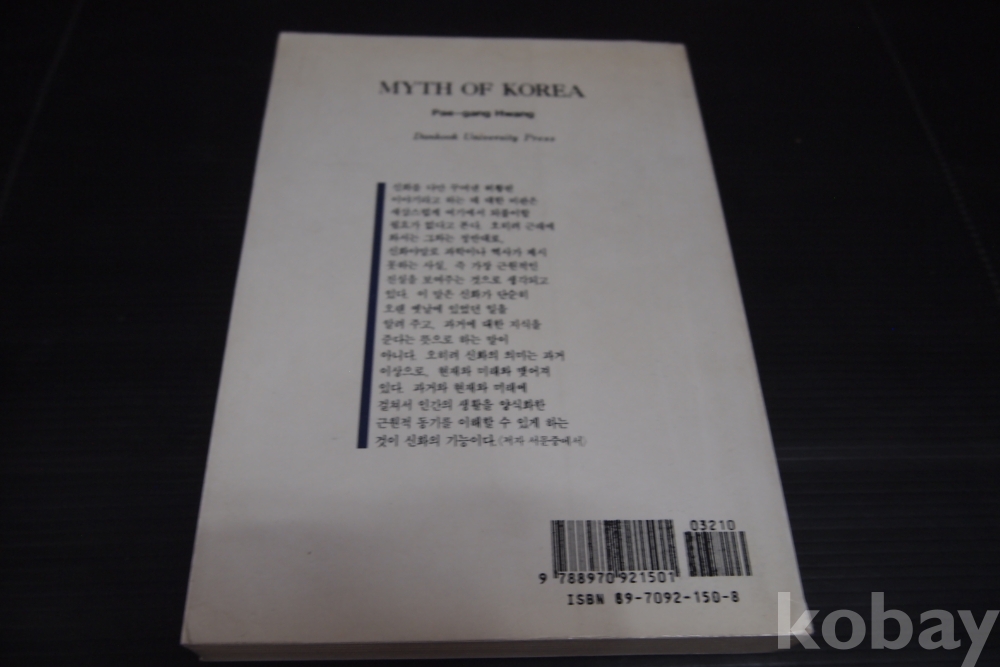 MYTH OF KOREA
Pae-gang Hwang
Dankook University Press
신화를 다만 꾸며낸 허황된
이야기라고 하는 데 대한 비판은
새삼스럽게 여기에서 되풀이할
필요가 없다고 본다. 오히려 근래에
와서는 그와는 정반대로,
신화야말로 과학이나 역사가 제시
못하는 사실, 즉 가장 근원적인
진실을 보여주는 것으로 생각되고
있다. 이 말은 신화가 단순히
오랜 옛날에 있었던 일을
알려 주고, 과거에 대한 지식을
준다는 뜻으로 하는 말이
아니다. 오히려 신화의 의미는 과거
이상으로, 현재와 미래와 맺어져
있다. 과거와 현재와 미래에
걸쳐서 인간의 생활을 양식화한
근원적 동기를 이해할 수 있게 하는
것이 신화의 기능이다. (저자 서문중에서)
03210
9 788970 921501
ISBN 89-7092-150-8
kobay